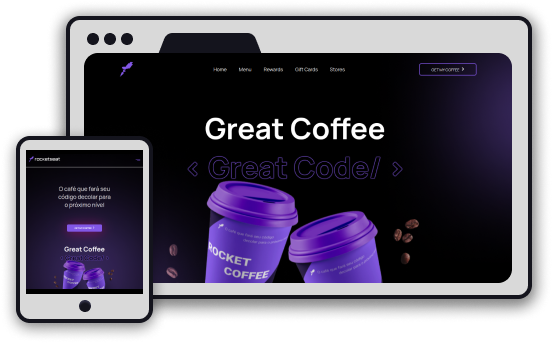 Home Menu Rewards Gift Cards Stores GET MY COFFEE >
Great Coffee
< Great Code/ >
ROCKET
COFFEE
rocketseat
O café que fará seu
código decolar para
o próximo nível
Great Coffee